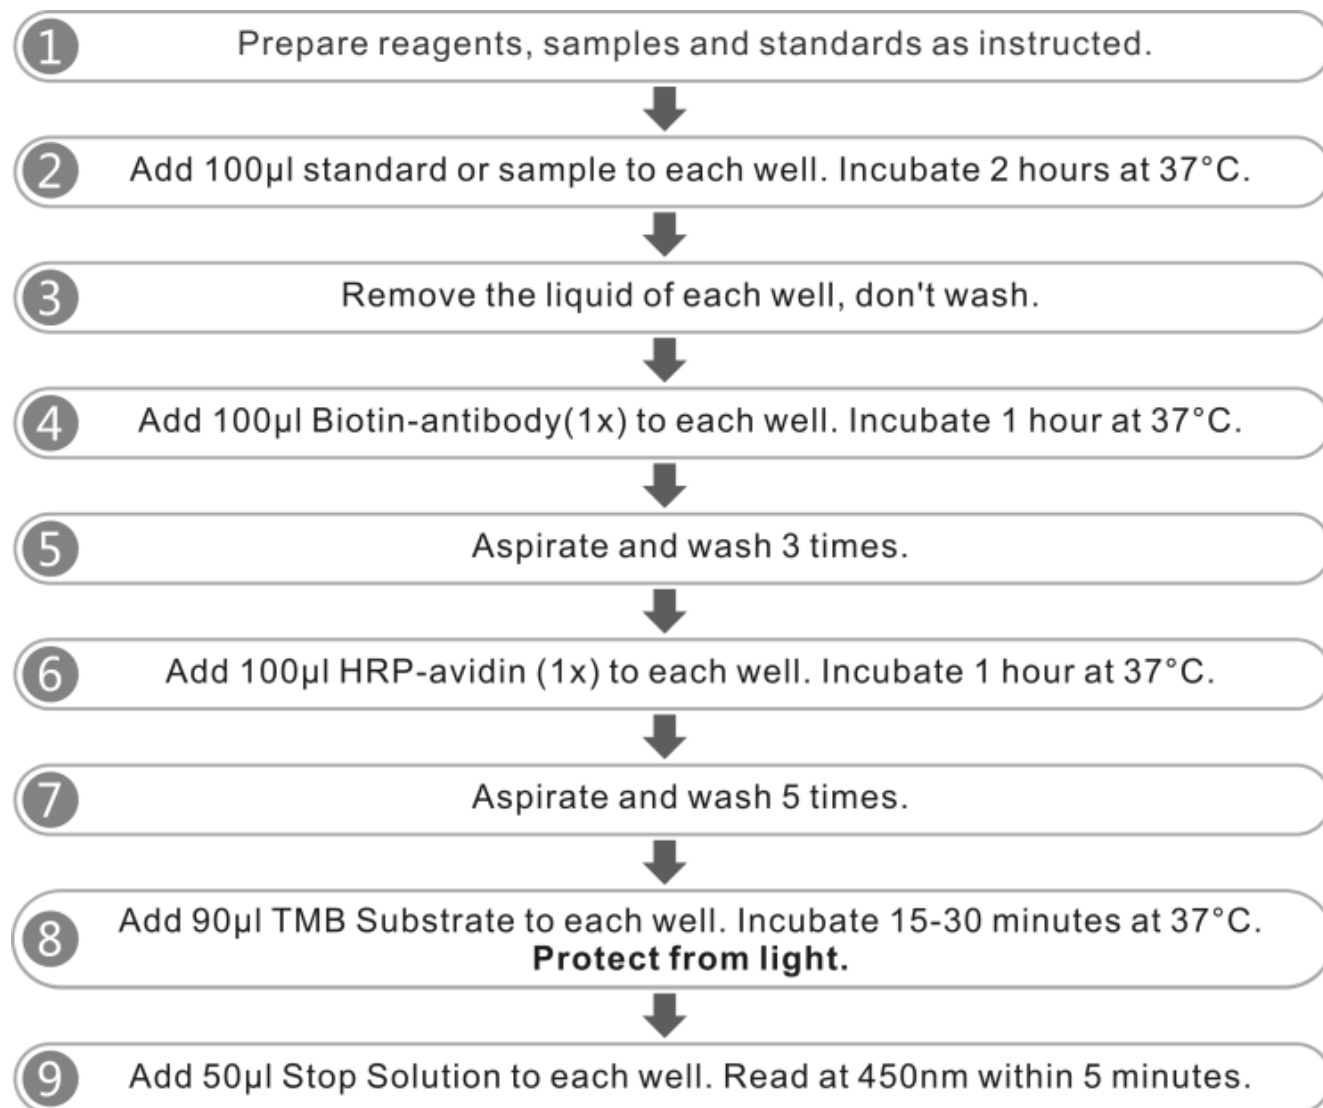 1 Prepare reagents, samples and standards as instructed.
2 Add 100µl standard or sample to each well. Incubate 2 hours at 37°C.
3 Remove the liquid of each well, don't wash.
4 Add 100µl Biotin-antibody(1x) to each well. Incubate 1 hour at 37°C.
5 Aspirate and wash 3 times.
6 Add 100µl HRP-avidin (1x) to each well. Incubate 1 hour at 37°C.
7 Aspirate and wash 5 times.
8 Add 90µl TMB Substrate to each well. Incubate 15-30 minutes at 37°C.
Protect from light.
9 Add 50µl Stop Solution to each well. Read at 450nm within 5 minutes.